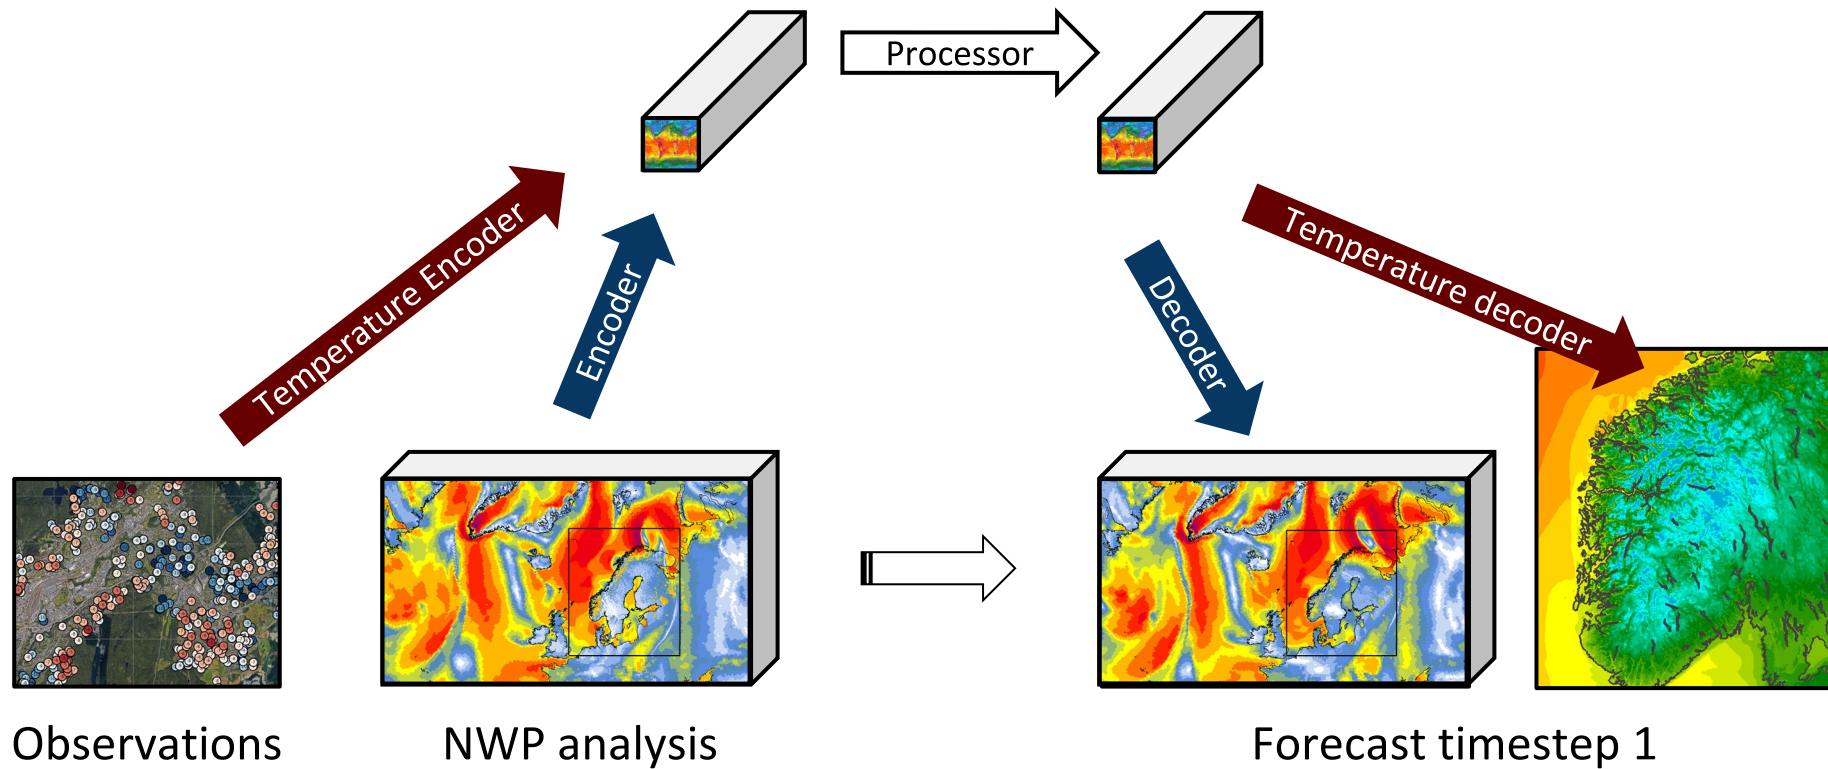 Processor
Temperature Encoder
Encoder
Decoder
Temperature decoder
Observations
NWP analysis
Forecast timestep 1